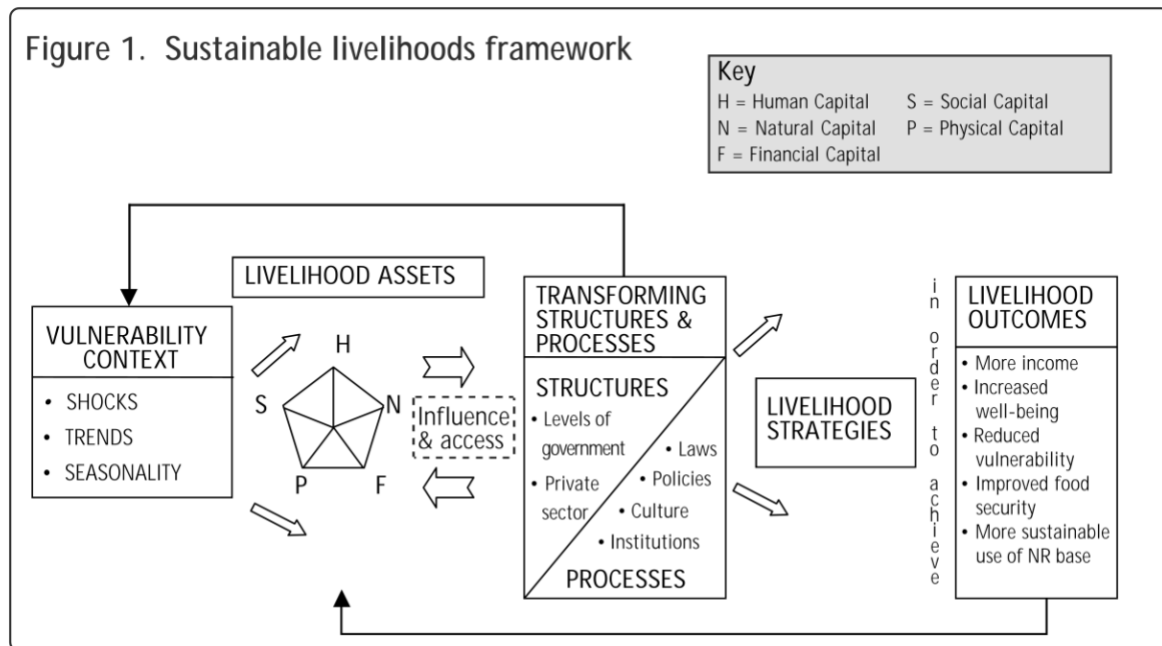 Figure 1. Sustainable livelihoods framework
Key
H = Human Capital S = Social Capital
N = Natural Capital P = Physical Capital
F = Financial Capital
LIVELIHOOD ASSETS
VULNERABILITY
CONTEXT
• SHOCKS
• TRENDS
• SEASONALITY
H
S
N
P
F
Influence
& access
TRANSFORMING
STRUCTURES &
PROCESSES
STRUCTURES
• Levels of
government
• Private
sector
• Laws
• Policies
• Culture
• Institutions
PROCESSES
LIVELIHOOD
STRATEGIES
in order to achieve
LIVELIHOOD
OUTCOMES
• More income
• Increased
well-being
• Reduced
vulnerability
• Improved food
security
• More sustainable
use of NR base